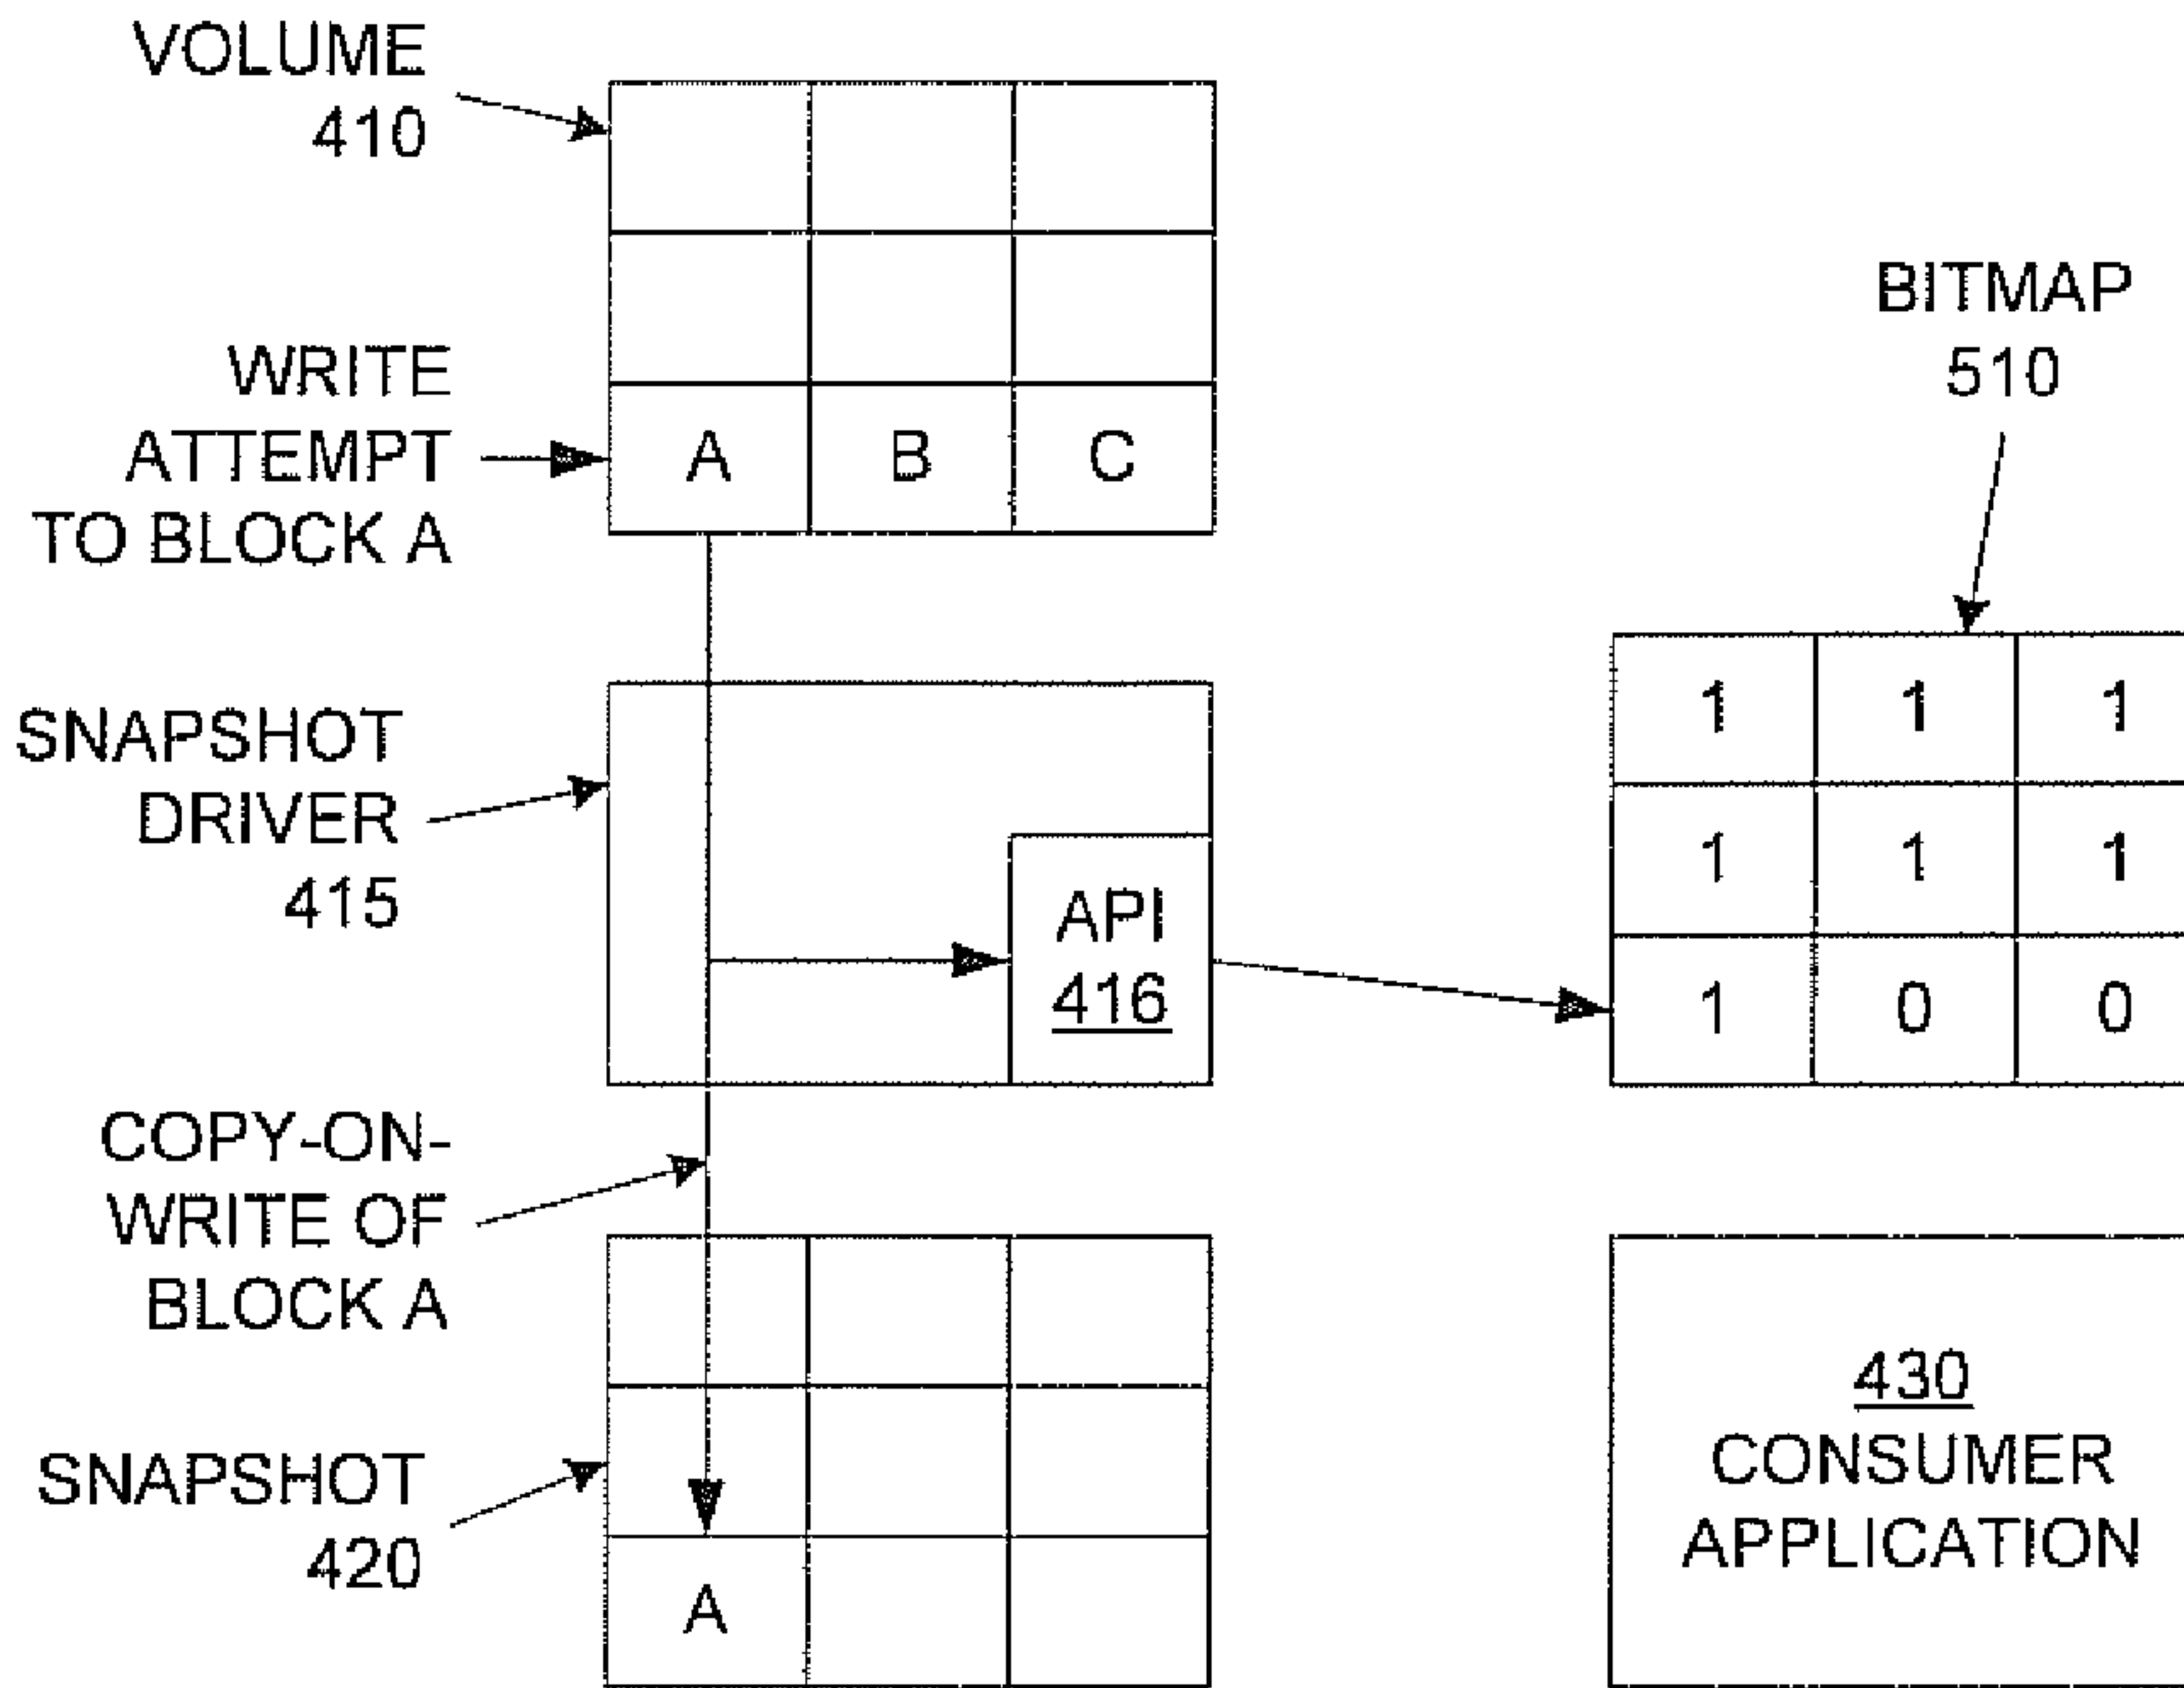 VOLUME
410
WRITE
ATTEMPT
TO BLOCK A
A B C
BITMAP
510
SNAPSHOT
DRIVER
415
API
416
1 1 1
1 1 1
1 0 0
COPY-ON-
WRITE OF
BLOCK A
SNAPSHOT
420
A
430
CONSUMER
APPLICATION